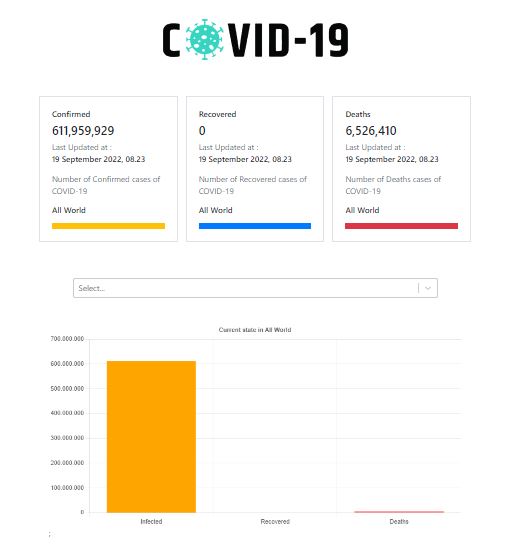 COVID-19
Confirmed
611,959,929
Last Updated at :
19 September 2022, 08.23
Number of Confirmed cases of
COVID-19
All World
Recovered
0
Last Updated at :
19 September 2022, 08.23
Number of Recovered cases of
COVID-19
All World
Deaths
6,526,410
Last Updated at :
19 September 2022, 08.23
Number of Deaths cases of
COVID-19
All World
Select...
Current state in All World
700.000.000
600.000.000
500.000.000
400.000.000
300.000.000
200.000.000
100.000.000
0
Infected
Recovered
Deaths
;